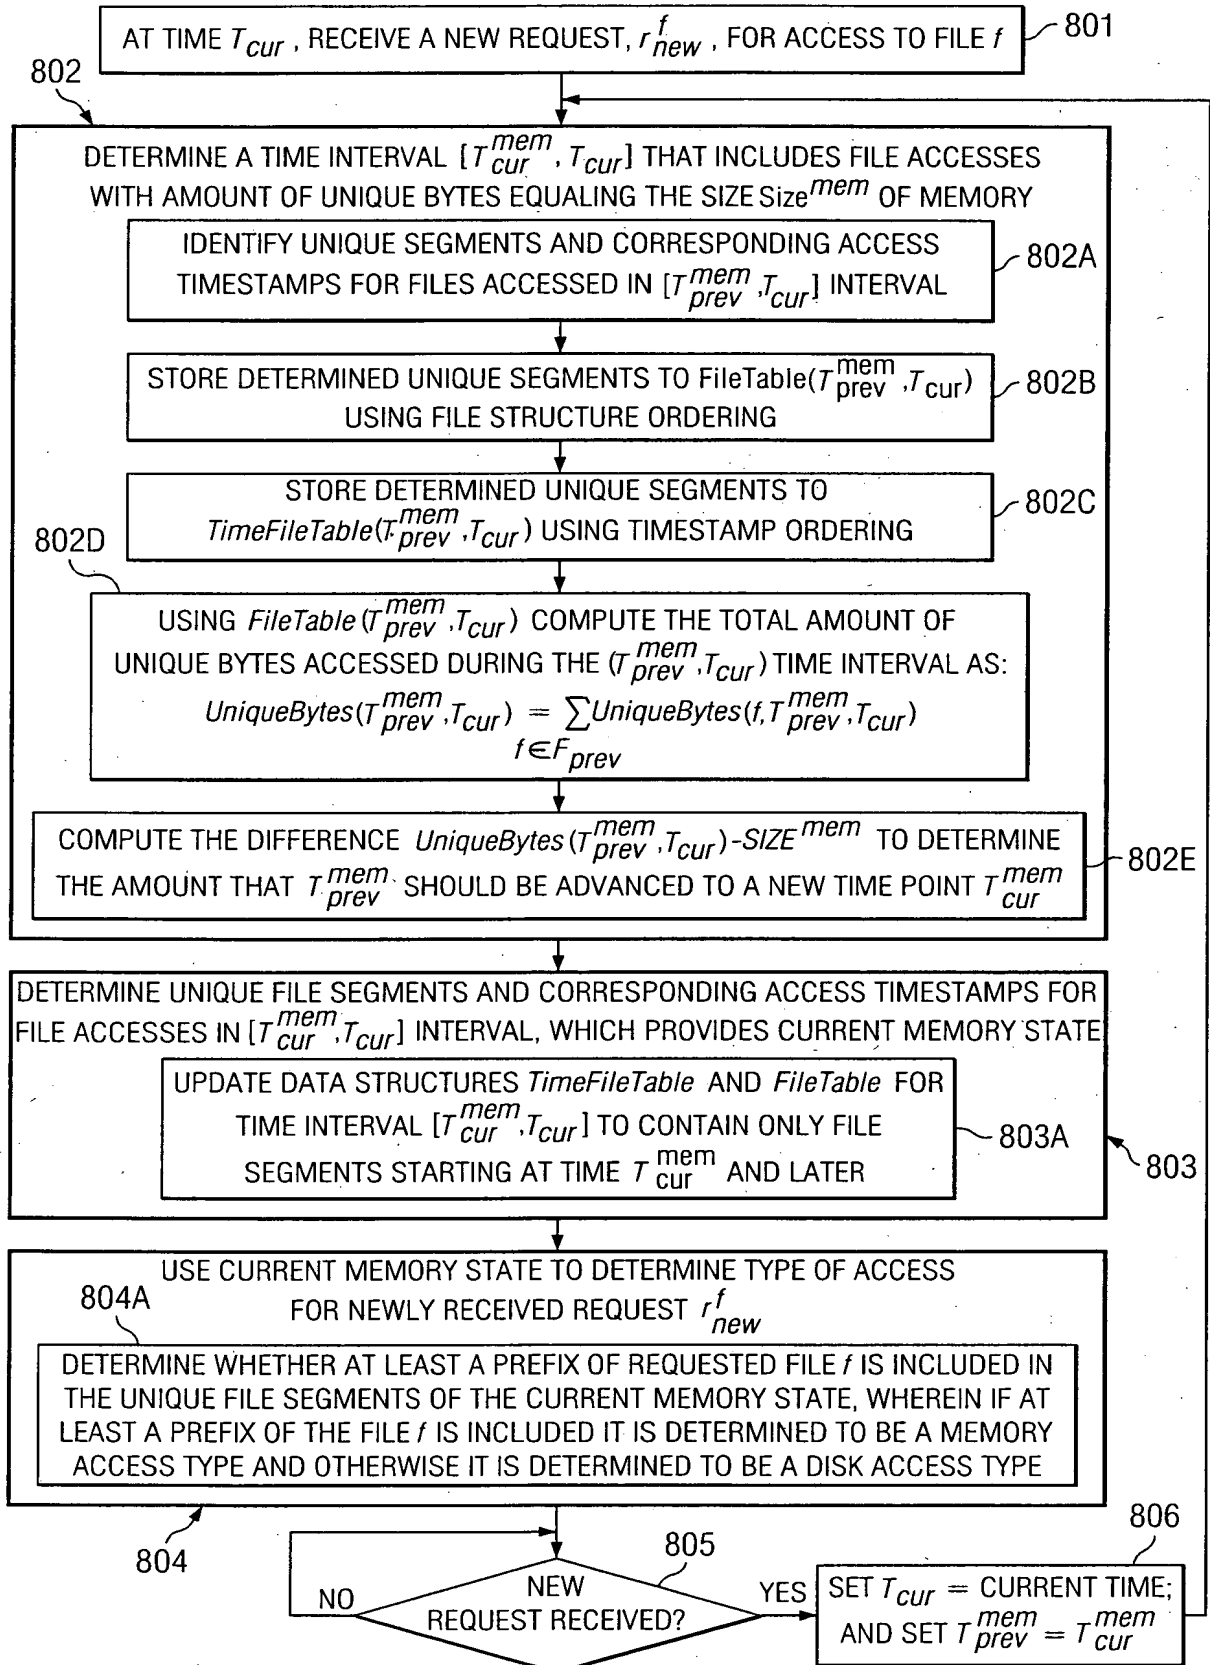 AT TIME T_cur, RECEIVE A NEW REQUEST, r^f_new, FOR ACCESS TO FILE f
801
802
DETERMINE A TIME INTERVAL [T^mem_cur, T_cur] THAT INCLUDES FILE ACCESSES
WITH AMOUNT OF UNIQUE BYTES EQUALING THE SIZE Size^mem OF MEMORY
IDENTIFY UNIQUE SEGMENTS AND CORRESPONDING ACCESS
TIMESTAMPS FOR FILES ACCESSED IN [T^mem_prev, T_cur] INTERVAL
802A
STORE DETERMINED UNIQUE SEGMENTS TO FileTable(T^mem_prev, T_cur)
USING FILE STRUCTURE ORDERING
802B
STORE DETERMINED UNIQUE SEGMENTS TO
TimeFileTable(T^mem_prev, T_cur) USING TIMESTAMP ORDERING
802C
802D
USING FileTable(T^mem_prev, T_cur) COMPUTE THE TOTAL AMOUNT OF
UNIQUE BYTES ACCESSED DURING THE (T^mem_prev, T_cur) TIME INTERVAL AS:
UniqueBytes(T^mem_prev, T_cur) = ∑UniqueBytes(f, T^mem_prev, T_cur)
f∈F_prev
COMPUTE THE DIFFERENCE UniqueBytes(T^mem_prev, T_cur)-SIZE^mem TO DETERMINE
THE AMOUNT THAT T^mem_prev SHOULD BE ADVANCED TO A NEW TIME POINT T^mem_cur
802E
DETERMINE UNIQUE FILE SEGMENTS AND CORRESPONDING ACCESS TIMESTAMPS FOR
FILE ACCESSES IN [T^mem_cur, T_cur] INTERVAL, WHICH PROVIDES CURRENT MEMORY STATE
UPDATE DATA STRUCTURES TimeFileTable AND FileTable FOR
TIME INTERVAL [T^mem_cur, T_cur] TO CONTAIN ONLY FILE
SEGMENTS STARTING AT TIME T^mem_cur AND LATER
803A
803
USE CURRENT MEMORY STATE TO DETERMINE TYPE OF ACCESS
FOR NEWLY RECEIVED REQUEST r^f_new
804A
DETERMINE WHETHER AT LEAST A PREFIX OF REQUESTED FILE f IS INCLUDED IN
THE UNIQUE FILE SEGMENTS OF THE CURRENT MEMORY STATE, WHEREIN IF AT
LEAST A PREFIX OF THE FILE f IS INCLUDED IT IS DETERMINED TO BE A MEMORY
ACCESS TYPE AND OTHERWISE IT IS DETERMINED TO BE A DISK ACCESS TYPE
804
805
NEW
REQUEST RECEIVED?
NO
YES
806
SET T_cur = CURRENT TIME;
AND SET T^mem_prev = T^mem_cur